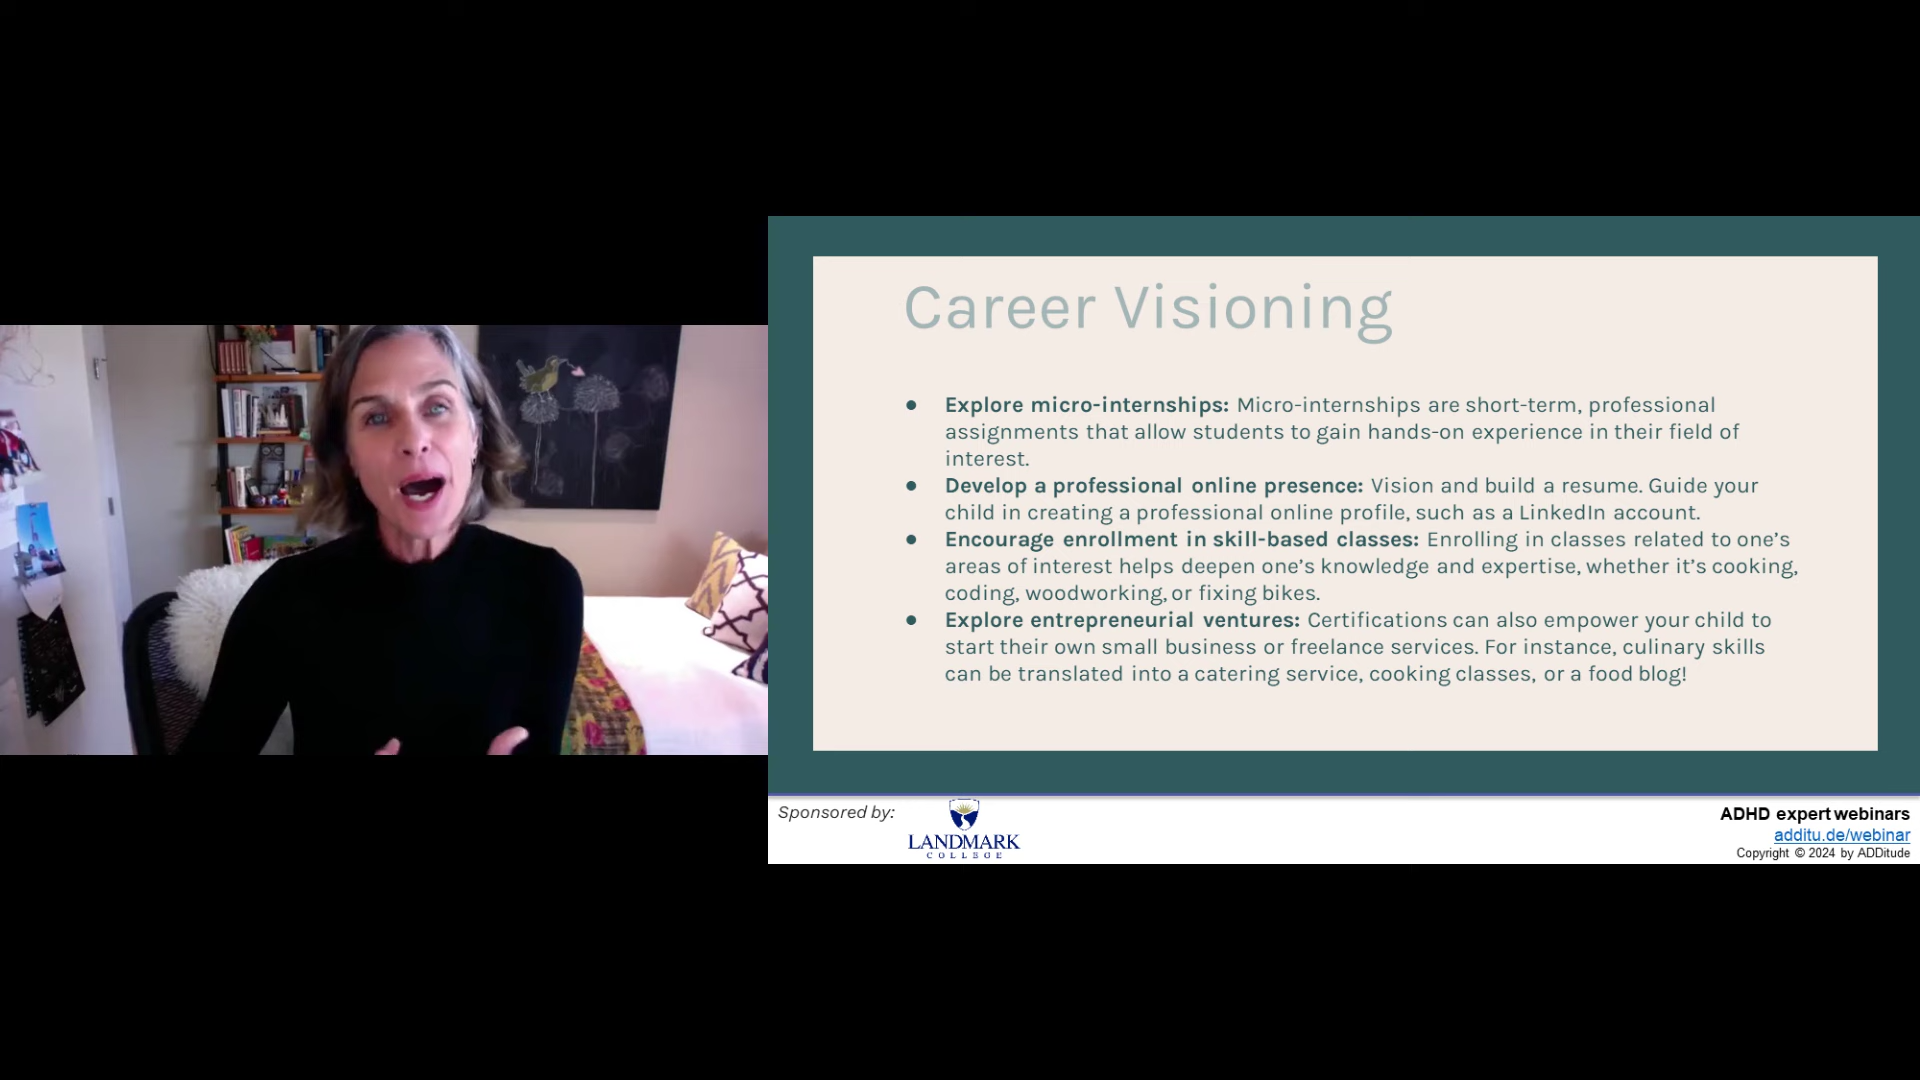 Career Visioning
● Explore micro-internships: Micro-internships are short-term, professional
assignments that allow students to gain hands-on experience in their field of
interest.
● Develop a professional online presence: Vision and build a resume. Guide your
child in creating a professional online profile, such as a LinkedIn account.
● Encourage enrollment in skill-based classes: Enrolling in classes related to one’s
areas of interest helps deepen one’s knowledge and expertise, whether it’s cooking,
coding, woodworking, or fixing bikes.
● Explore entrepreneurial ventures: Certifications can also empower your child to
start their own small business or freelance services. For instance, culinary skills
can be translated into a catering service, cooking classes, or a food blog!
Sponsored by:
LANDMARK
COLLEGE
ADHD expert webinars
additu.de/webinar
Copyright © 2024 by ADDitude